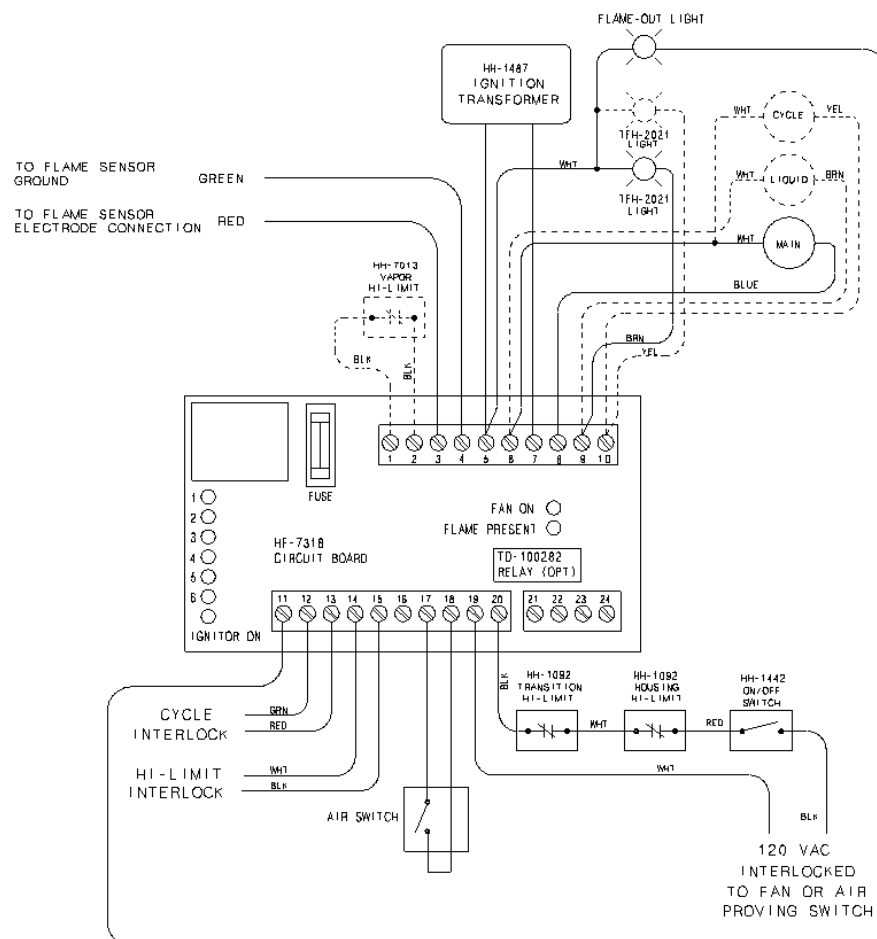 FLAME-OUT LIGHT
HH-1487
IGNITION
TRANSFORMER
WHT
CYCLE
YEL
TFH-2021
LIGHT
TO FLAME SENSOR
GROUND
GREEN
WHT
WHT
LIQUID
BRN
TFH-2021
LIGHT
TO FLAME SENSOR
ELECTRODE CONNECTION
RED
WHT
MAIN
HH-7013
VAPOR
HI-LIMIT
BLUE
BLK
BLK
BRN
YEL
1 2 3 4 5 6 7 8 9 10
FUSE
1
2
3
4
5
6
IGNITOR ON
FAN ON
FLAME PRESENT
HF-7318
CIRCUIT BOARD
TD-100282
RELAY (OPT)
11 12 13 14 15 16 17 18 19 20
21 22 23 24
BLK
HH-1092
TRANSITION
HI-LIMIT
HH-1092
HOUSING
HI-LIMIT
HH-1442
ON/OFF
SWITCH
CYCLE
INTERLOCK
GRN
RED
WHT
RED
HI-LIMIT
INTERLOCK
WHT
BLK
WHT
AIR SWITCH
BLK
120 VAC
INTERLOCKED
TO FAN OR AIR
PROVING SWITCH